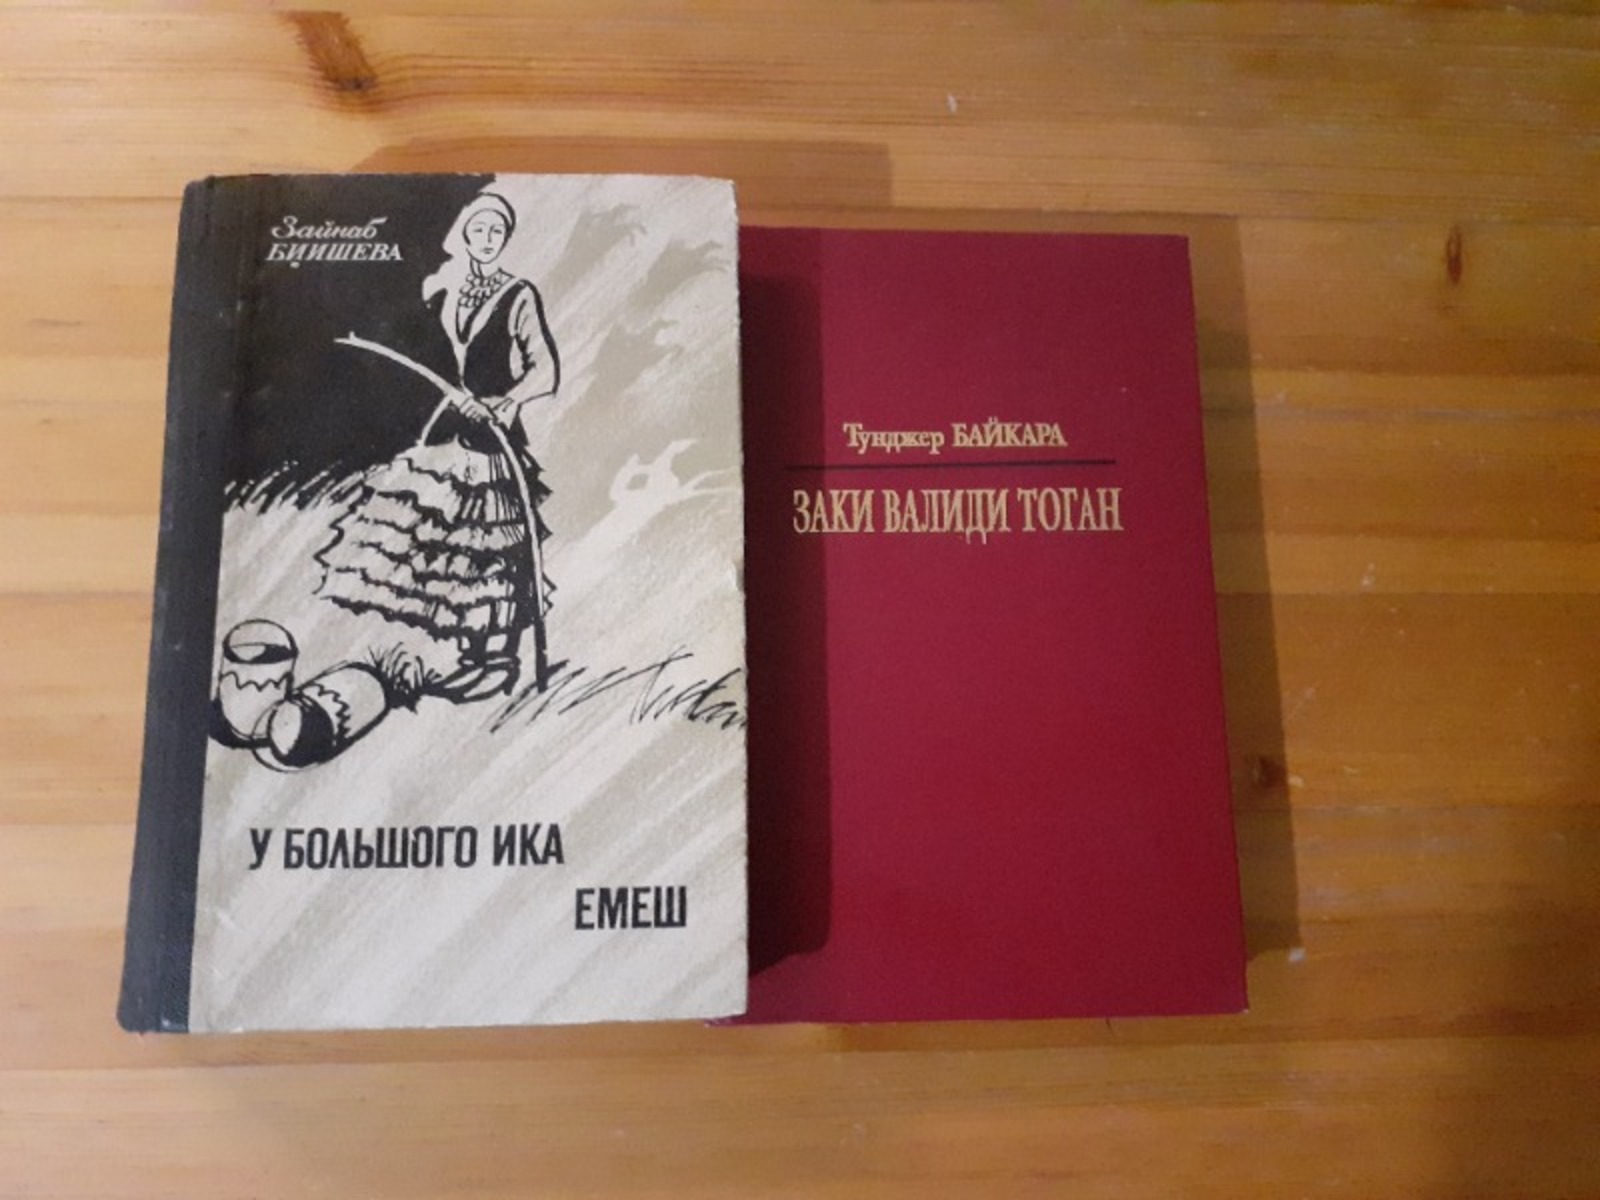 Зайнаб
БИИШЕВА
У БОЛЬШОГО ИКА
ЕМЕШ
Тунджер БАЙКАРА
ЗАКИ ВАЛИДИ ТОГАН